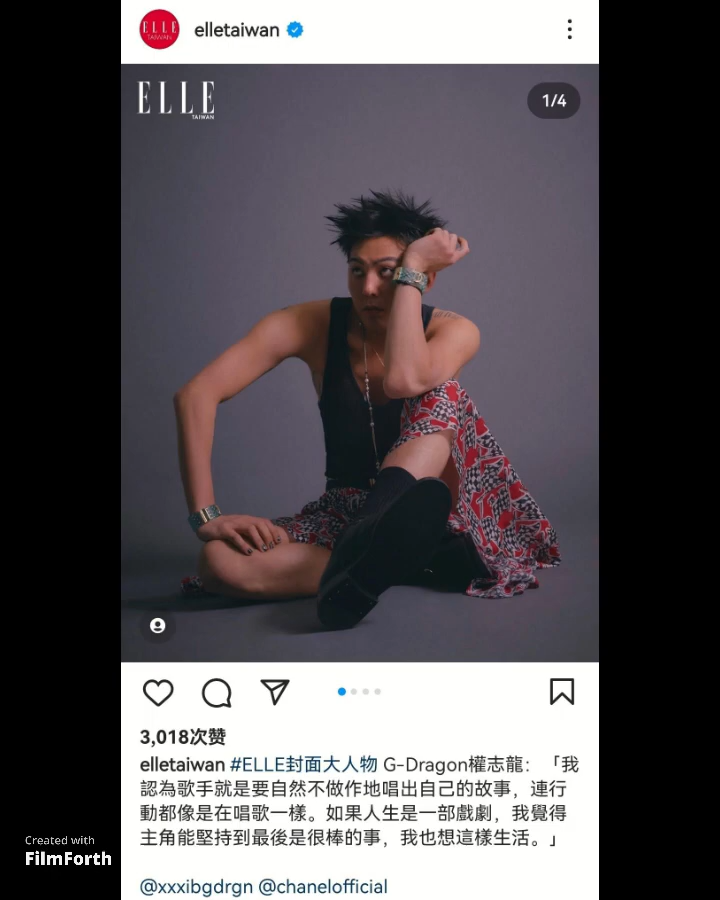 ELLE
TAIWAN
elletaiwan
ELLE
TAIWAN
1/4
3,018次赞
elletaiwan #ELLE封面大人物 G-Dragon權志龍：「我
認為歌手就是要自然不做作地唱出自己的故事，連行
動都像是在唱歌一樣。如果人生是一部戲劇，我覺得
主角能堅持到最後是很棒的事，我也想這樣生活。」
@xxxibgdrgn @chanelofficial
Created with
FilmForth